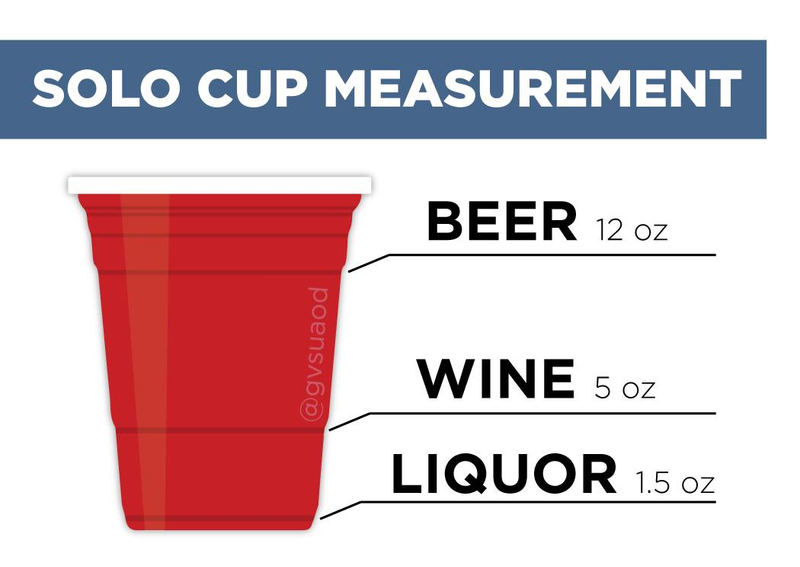 SOLO CUP MEASUREMENT
BEER 12 oz
@gvsuaod
WINE 5 oz
LIQUOR 1.5 oz